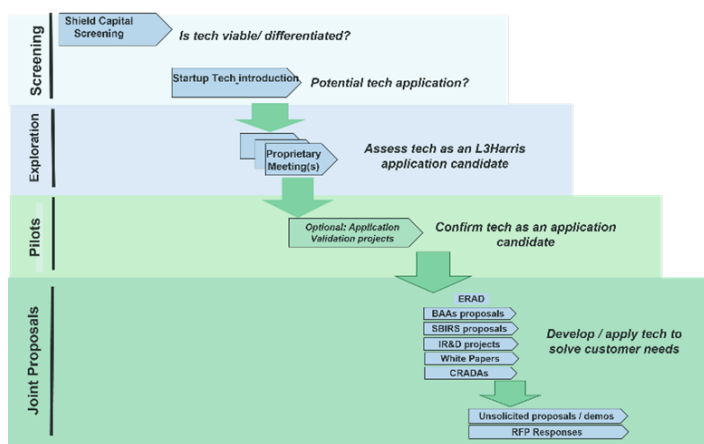 Screening
Shield Capital
Screening
Is tech viable/ differentiated?
Startup Tech_introduction
Potential tech application?
Exploration
Proprietary
Meeting(s)
Assess tech as an L3Harris
application candidate
Pilots
Optional: Application
Validation projects
Confirm tech as an application
candidate
Joint Proposals
ERAD
BAAs proposals
SBIRS proposals
IR&D projects
White Papers
CRADAs
Develop / apply tech to
solve customer needs
Unsolicited proposals / demos
RFP Responses